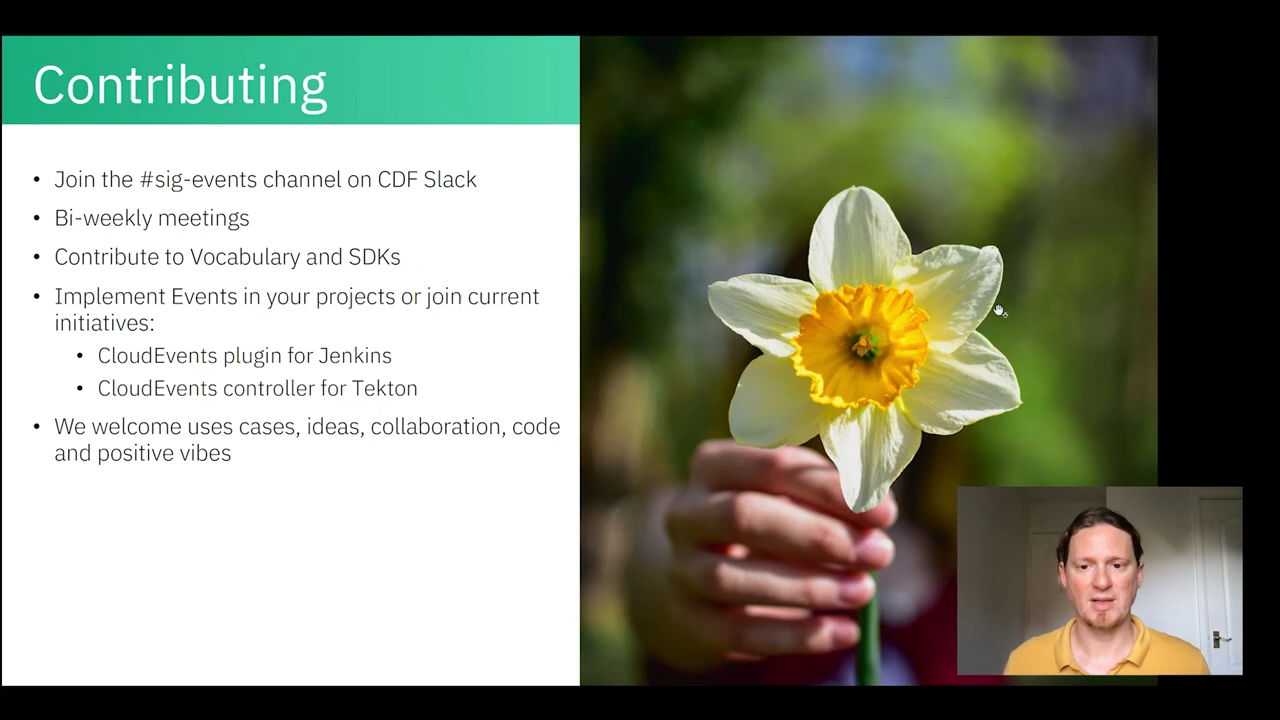 Contributing
• Join the #sig-events channel on CDF Slack
• Bi-weekly meetings
• Contribute to Vocabulary and SDKs
• Implement Events in your projects or join current
initiatives:
• CloudEvents plugin for Jenkins
• CloudEvents controller for Tekton
• We welcome uses cases, ideas, collaboration, code
and positive vibes